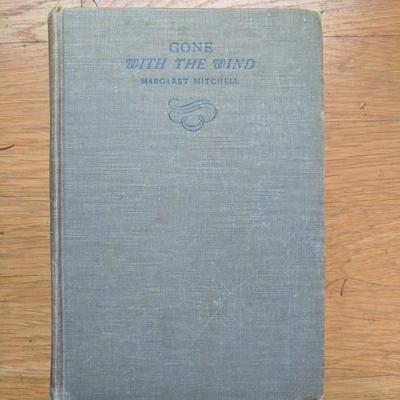 GONE
WITH THE WIND
MARGARET MITCHELL